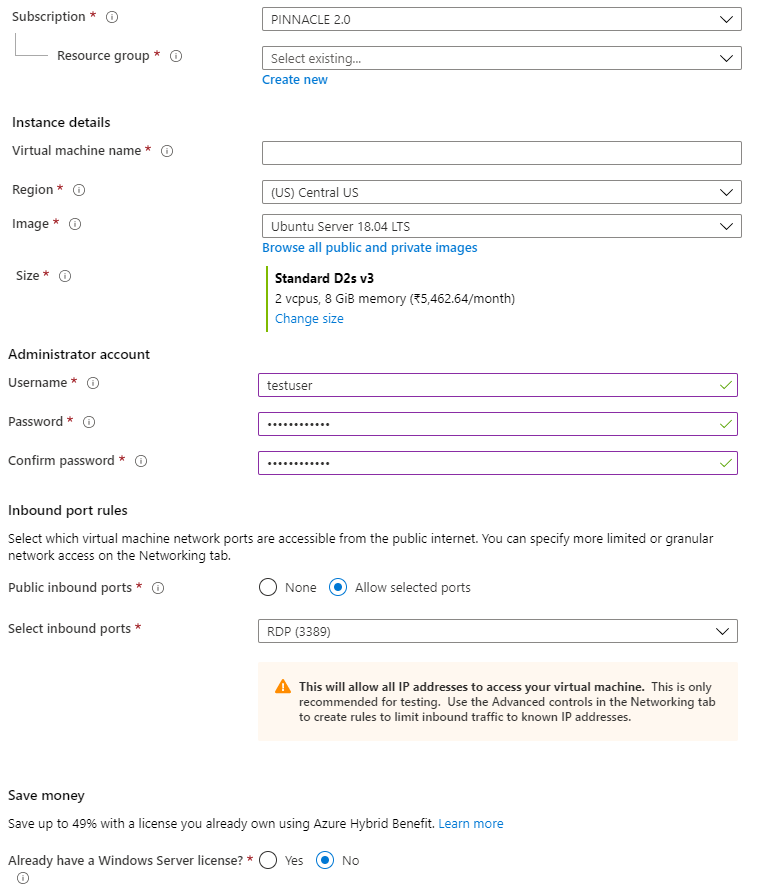 Subscription *
PINNACLE 2.0
Resource group *
Select existing...
Create new
Instance details
Virtual machine name *
Region *
(US) Central US
Image *
Ubuntu Server 18.04 LTS
Browse all public and private images
Size *
Standard D2s v3
2 vcpus, 8 GiB memory (₹5,462.64/month)
Change size
Administrator account
Username *
testuser
Password *
••••••••••••
Confirm password *
••••••••••••
Inbound port rules
Select which virtual machine network ports are accessible from the public internet. You can specify more limited or granular
network access on the Networking tab.
Public inbound ports *
None
Allow selected ports
Select inbound ports *
RDP (3389)
This will allow all IP addresses to access your virtual machine. This is only
recommended for testing. Use the Advanced controls in the Networking tab
to create rules to limit inbound traffic to known IP addresses.
Save money
Save up to 49% with a license you already own using Azure Hybrid Benefit. Learn more
Already have a Windows Server license? *
Yes
No